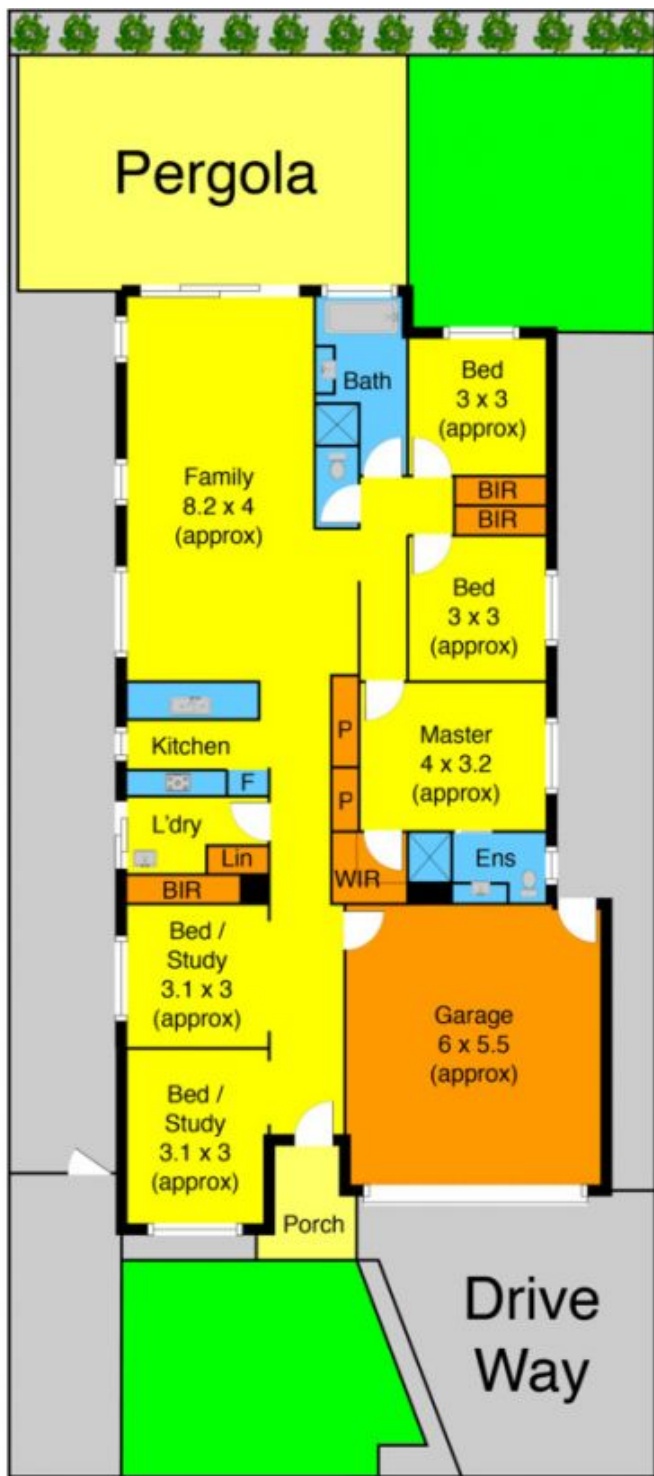 Pergola
Bath
Bed
3 x 3
(approx)
Family
8.2 x 4
(approx)
BIR
BIR
Bed
3 x 3
(approx)
Kitchen
P
Master
4 x 3.2
(approx)
F
P
L'dry
Lin
WIR
Ens
BIR
Bed /
Study
3.1 x 3
(approx)
Garage
6 x 5.5
(approx)
Bed /
Study
3.1 x 3
(approx)
Porch
Drive
Way